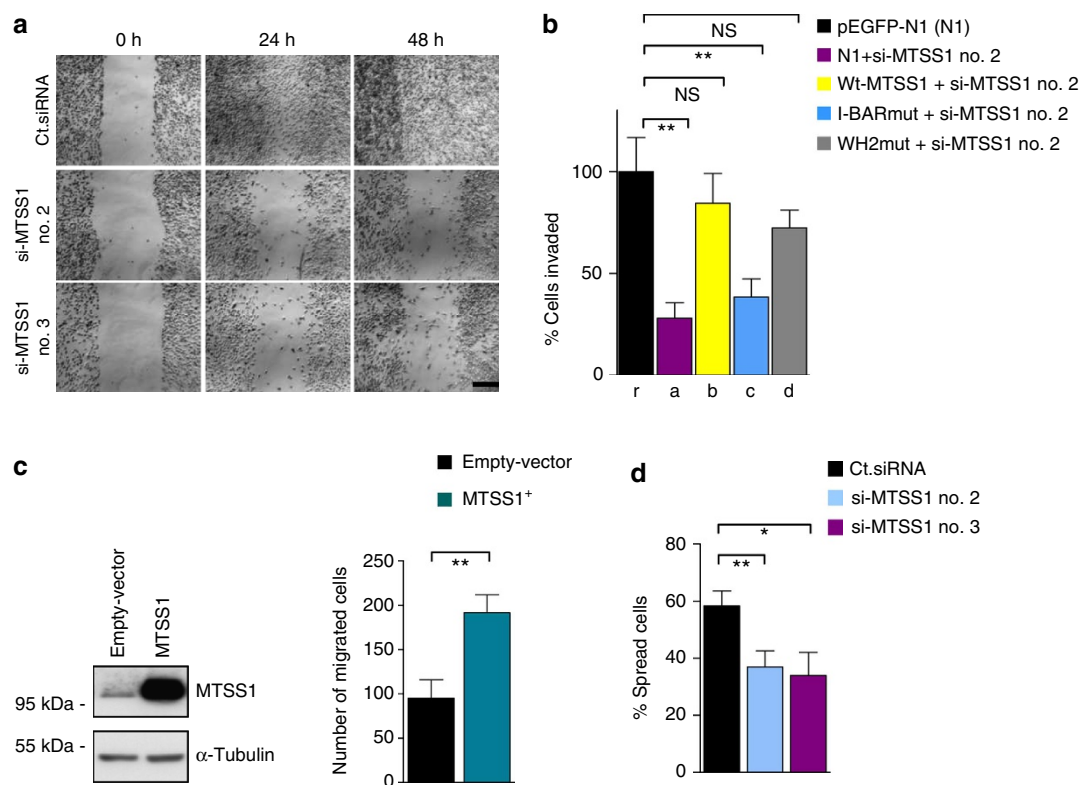 a
0 h
24 h
48 h
Ct.siRNA
si-MTSS1
no. 2
si-MTSS1
no. 3
b
NS
**
NS
**
pEGFP-N1 (N1)
N1+si-MTSS1 no. 2
Wt-MTSS1 + si-MTSS1 no. 2
I-BARmut + si-MTSS1 no. 2
WH2mut + si-MTSS1 no. 2
% Cells invaded
100
50
0
r a b c d
c
Empty-vector
MTSS1
95 kDa -
MTSS1
55 kDa -
α-Tubulin
Empty-vector
MTSS1⁺
Number of migrated cells
250
200
150
100
50
0
**
d
Ct.siRNA
si-MTSS1 no. 2
si-MTSS1 no. 3
% Spread cells
80
60
40
20
0
*
**